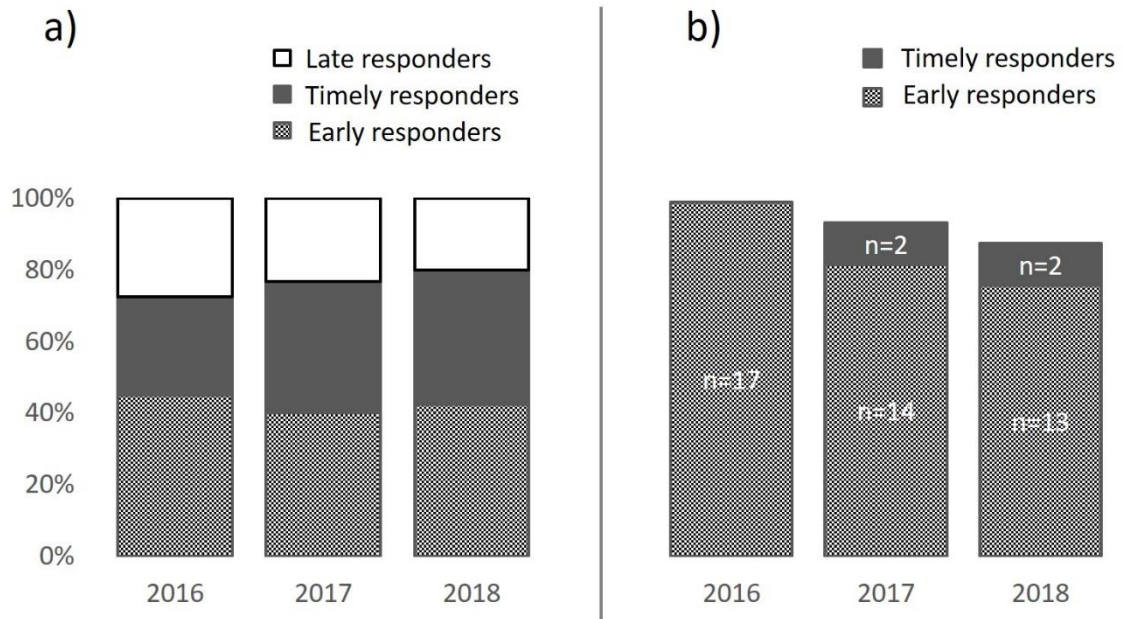 a)
Late responders
Timely responders
Early responders
100%
80%
60%
40%
20%
0%
2016 2017 2018
b)
Timely responders
Early responders
n=2 n=2
n=17
n=14 n=13
2016 2017 2018